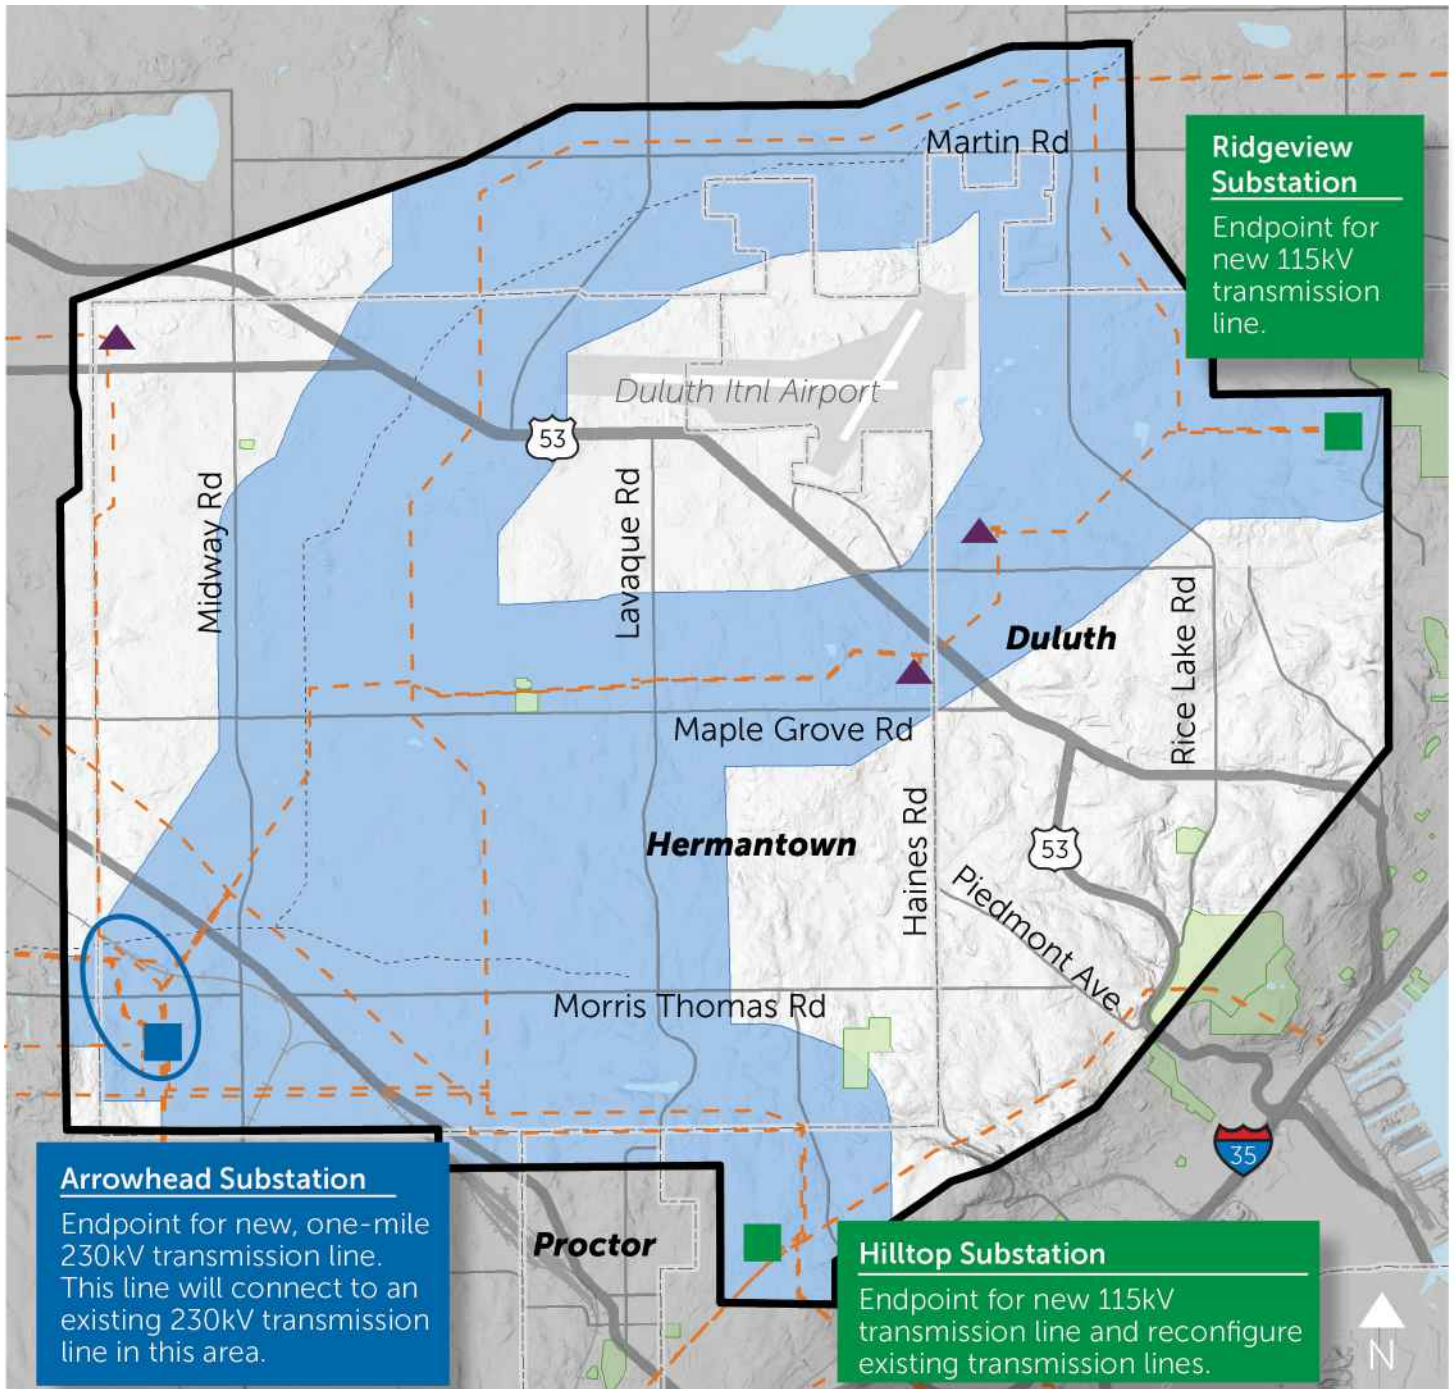 Martin Rd
Ridgeview
Substation
Endpoint for
new 115kV
transmission
line.
Duluth Itnl Airport
53
Midway Rd
Lavaque Rd
Duluth
Rice Lake Rd
Maple Grove Rd
Hermantown
Haines Rd
53
Piedmont Ave
Morris Thomas Rd
35
Arrowhead Substation
Endpoint for new, one-mile
230kV transmission line.
This line will connect to an
existing 230kV transmission
line in this area.
Proctor
Hilltop Substation
Endpoint for new 115kV
transmission line and reconfigure
existing transmission lines.
N